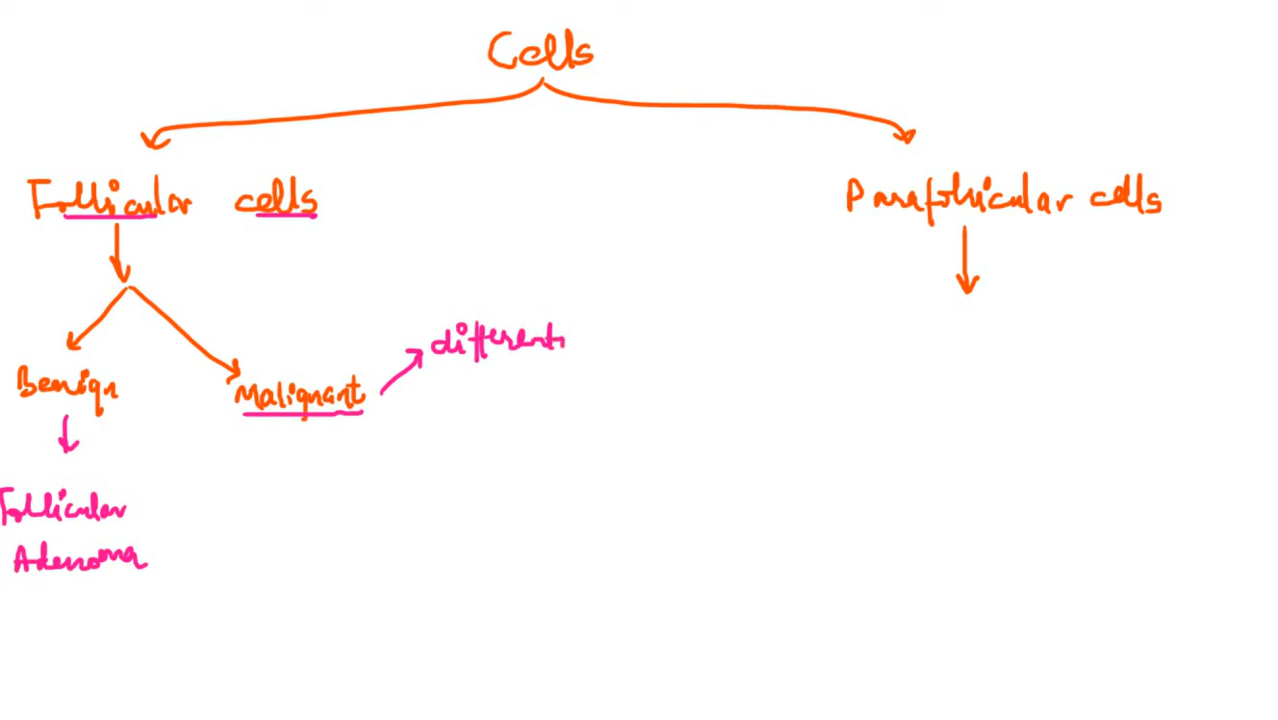 Cells
Follicular cells
Parafollicular cells
different
Benign
Malignant
Follicular
Adenoma